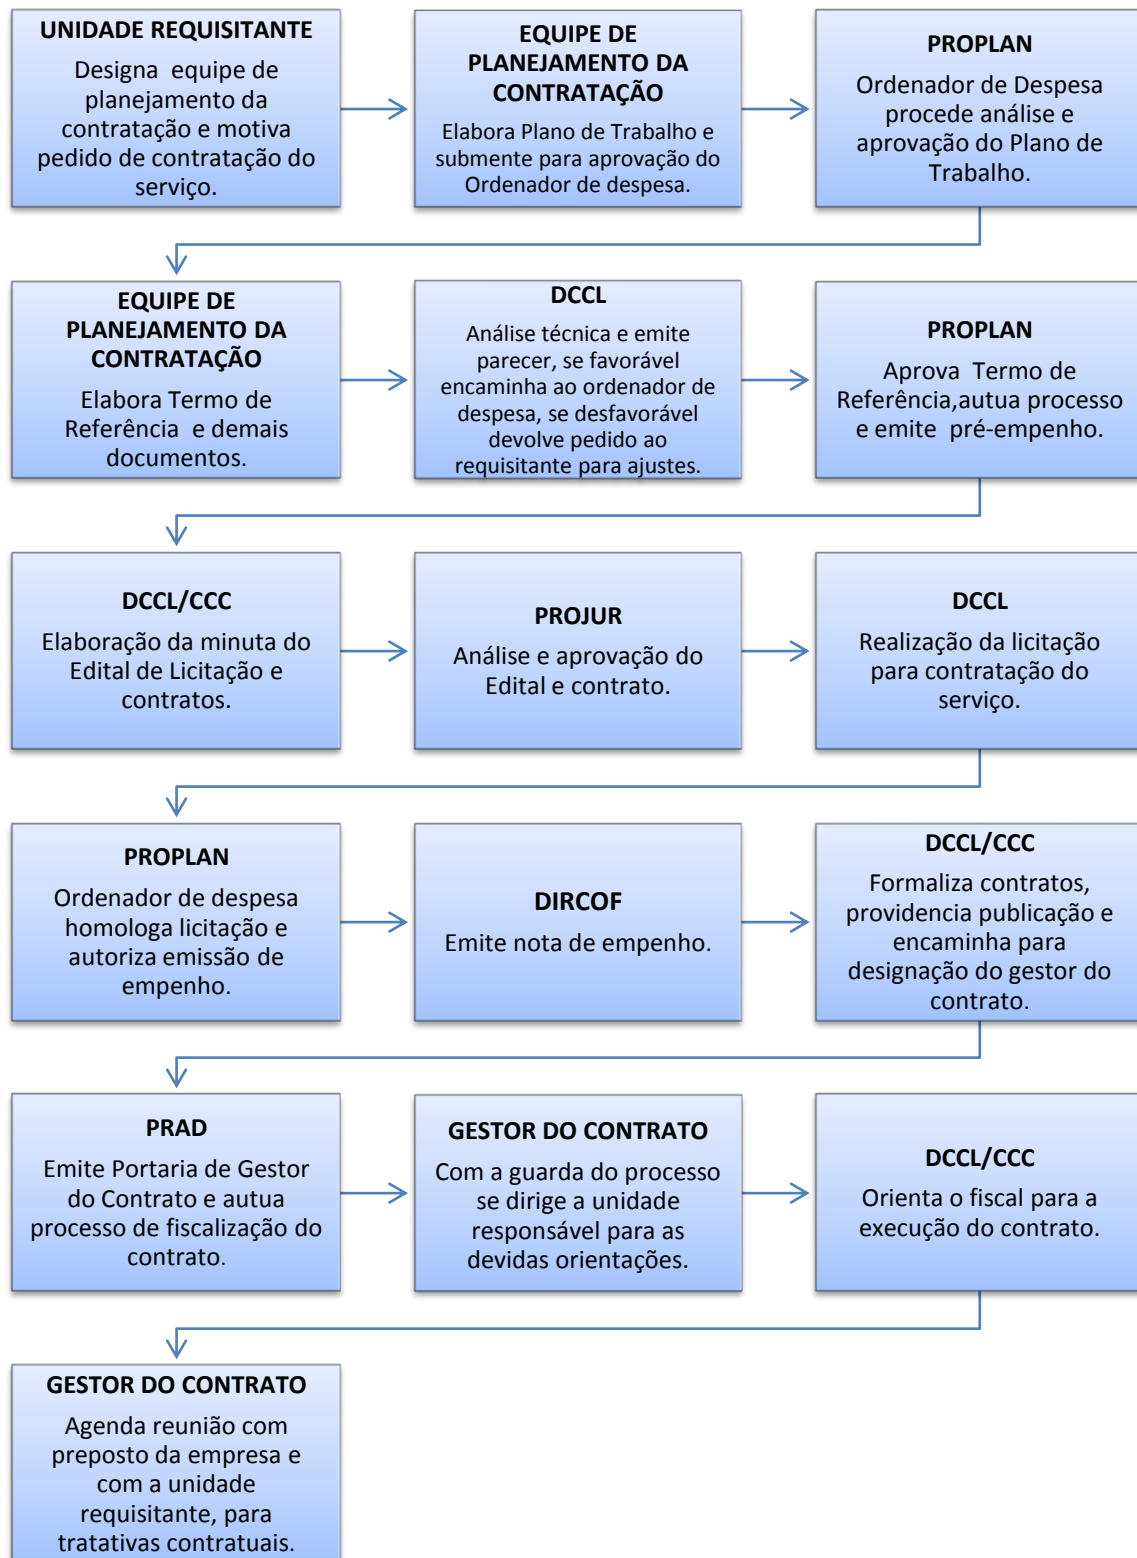 UNIDADE REQUISITANTE
Designa equipe de
planejamento da
contratação e motiva
pedido de contratação do
serviço.
EQUIPE DE
PLANEJAMENTO DA
CONTRATAÇÃO
Elabora Plano de Trabalho e
submente para aprovação do
Ordenador de despesa.
PROPLAN
Ordenador de Despesa
procede análise e
aprovação do Plano de
Trabalho.
EQUIPE DE
PLANEJAMENTO DA
CONTRATAÇÃO
Elabora Termo de
Referência e demais
documentos.
DCCL
Análise técnica e emite
parecer, se favorável
encaminha ao ordenador de
despesa, se desfavorável
devolve pedido ao
requisitante para ajustes.
PROPLAN
Aprova Termo de
Referência,autua processo
e emite pré-empenho.
DCCL/CCC
Elaboração da minuta do
Edital de Licitação e
contratos.
PROJUR
Análise e aprovação do
Edital e contrato.
DCCL
Realização da licitação
para contratação do
serviço.
PROPLAN
Ordenador de despesa
homologa licitação e
autoriza emissão de
empenho.
DIRCOF
Emite nota de empenho.
DCCL/CCC
Formaliza contratos,
providencia publicação e
encaminha para
designação do gestor do
contrato.
PRAD
Emite Portaria de Gestor
do Contrato e autua
processo de fiscalização do
contrato.
GESTOR DO CONTRATO
Com a guarda do processo
se dirige a unidade
responsável para as
devidas orientações.
DCCL/CCC
Orienta o fiscal para a
execução do contrato.
GESTOR DO CONTRATO
Agenda reunião com
preposto da empresa e
com a unidade
requisitante, para
tratativas contratuais.